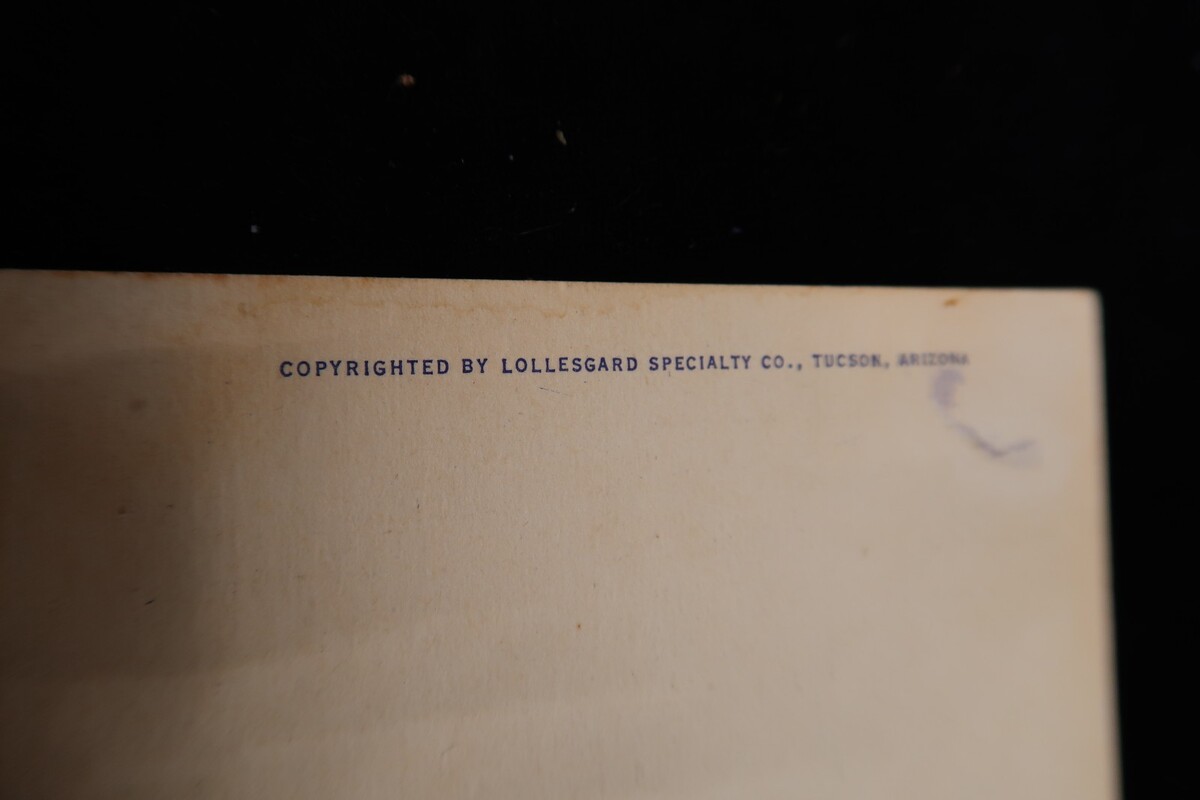 COPYRIGHTED BY LOLLESGARD SPECIALTY CO., TUCSON, ARIZONA